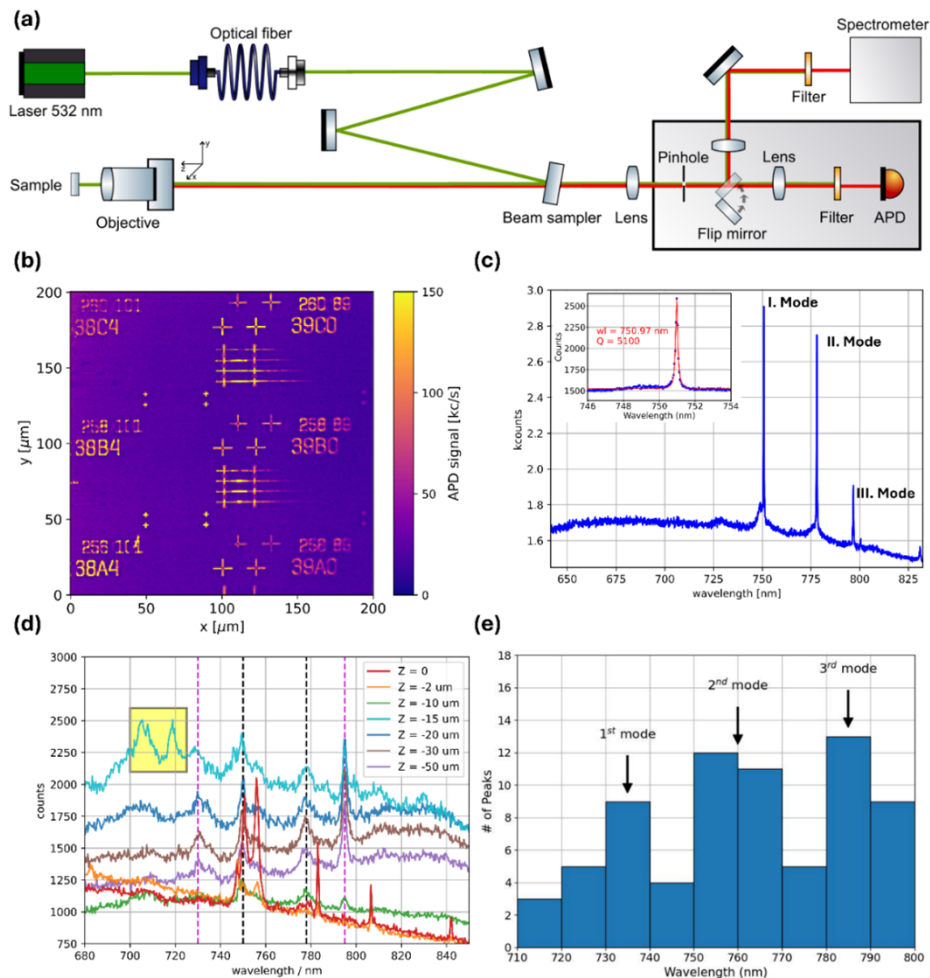 (a)
Optical fiber
Laser 532 nm
Spectrometer
Filter
Sample
Objective
y
z
x
Beam sampler
Lens
Pinhole
Flip mirror
Lens
Filter
APD
(b)
200
150
100
50
0
y [μm]
0 50 100 150 200
x [μm]
260 101
38C4
260 89
39C0
258 101
38B4
258 89
39B0
256 101
38A4
256 89
39A0
150
100
50
0
APD signal [kc/s]
(c)
3.0
2.8
2.6
2.4
2.2
2.0
1.8
1.6
kcounts
650 675 700 725 750 775 800 825
wavelength [nm]
I. Mode
II. Mode
III. Mode
2500
2250
2000
1750
1500
Counts
wl = 750.97 nm
Q = 5100
746 748 750 752 754
Wavelength (nm)
(d)
3000
2750
2500
2250
2000
1750
1500
1250
1000
750
counts
680 700 720 740 760 780 800 820 840
wavelength / nm
Z = 0
Z = -2 um
Z = -10 um
Z = -15 um
Z = -20 um
Z = -30 um
Z = -50 um
(e)
18
16
14
12
10
8
6
4
2
0
# of Peaks
1st mode
2nd mode
3rd mode
710 720 730 740 750 760 770 780 790 800
Wavelength (nm)